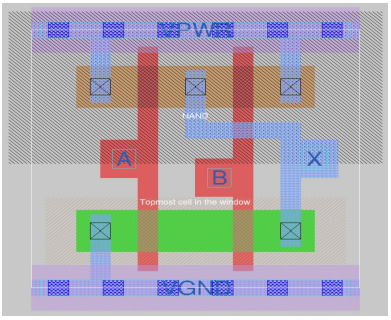 VPWR
NAND
A
X
B
Topmost cell in the window
VGND